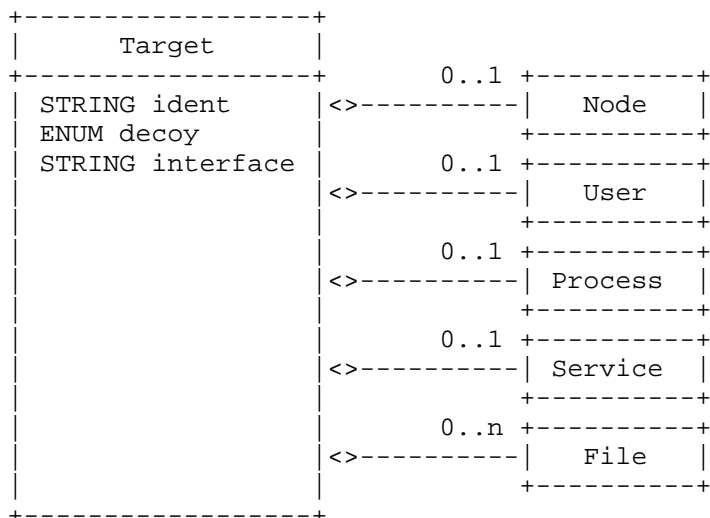 Target
0..1
STRING ident Node
ENUM decoy
STRING interface 0..1
User
0..1
Process
0..1
Service
0..n
File